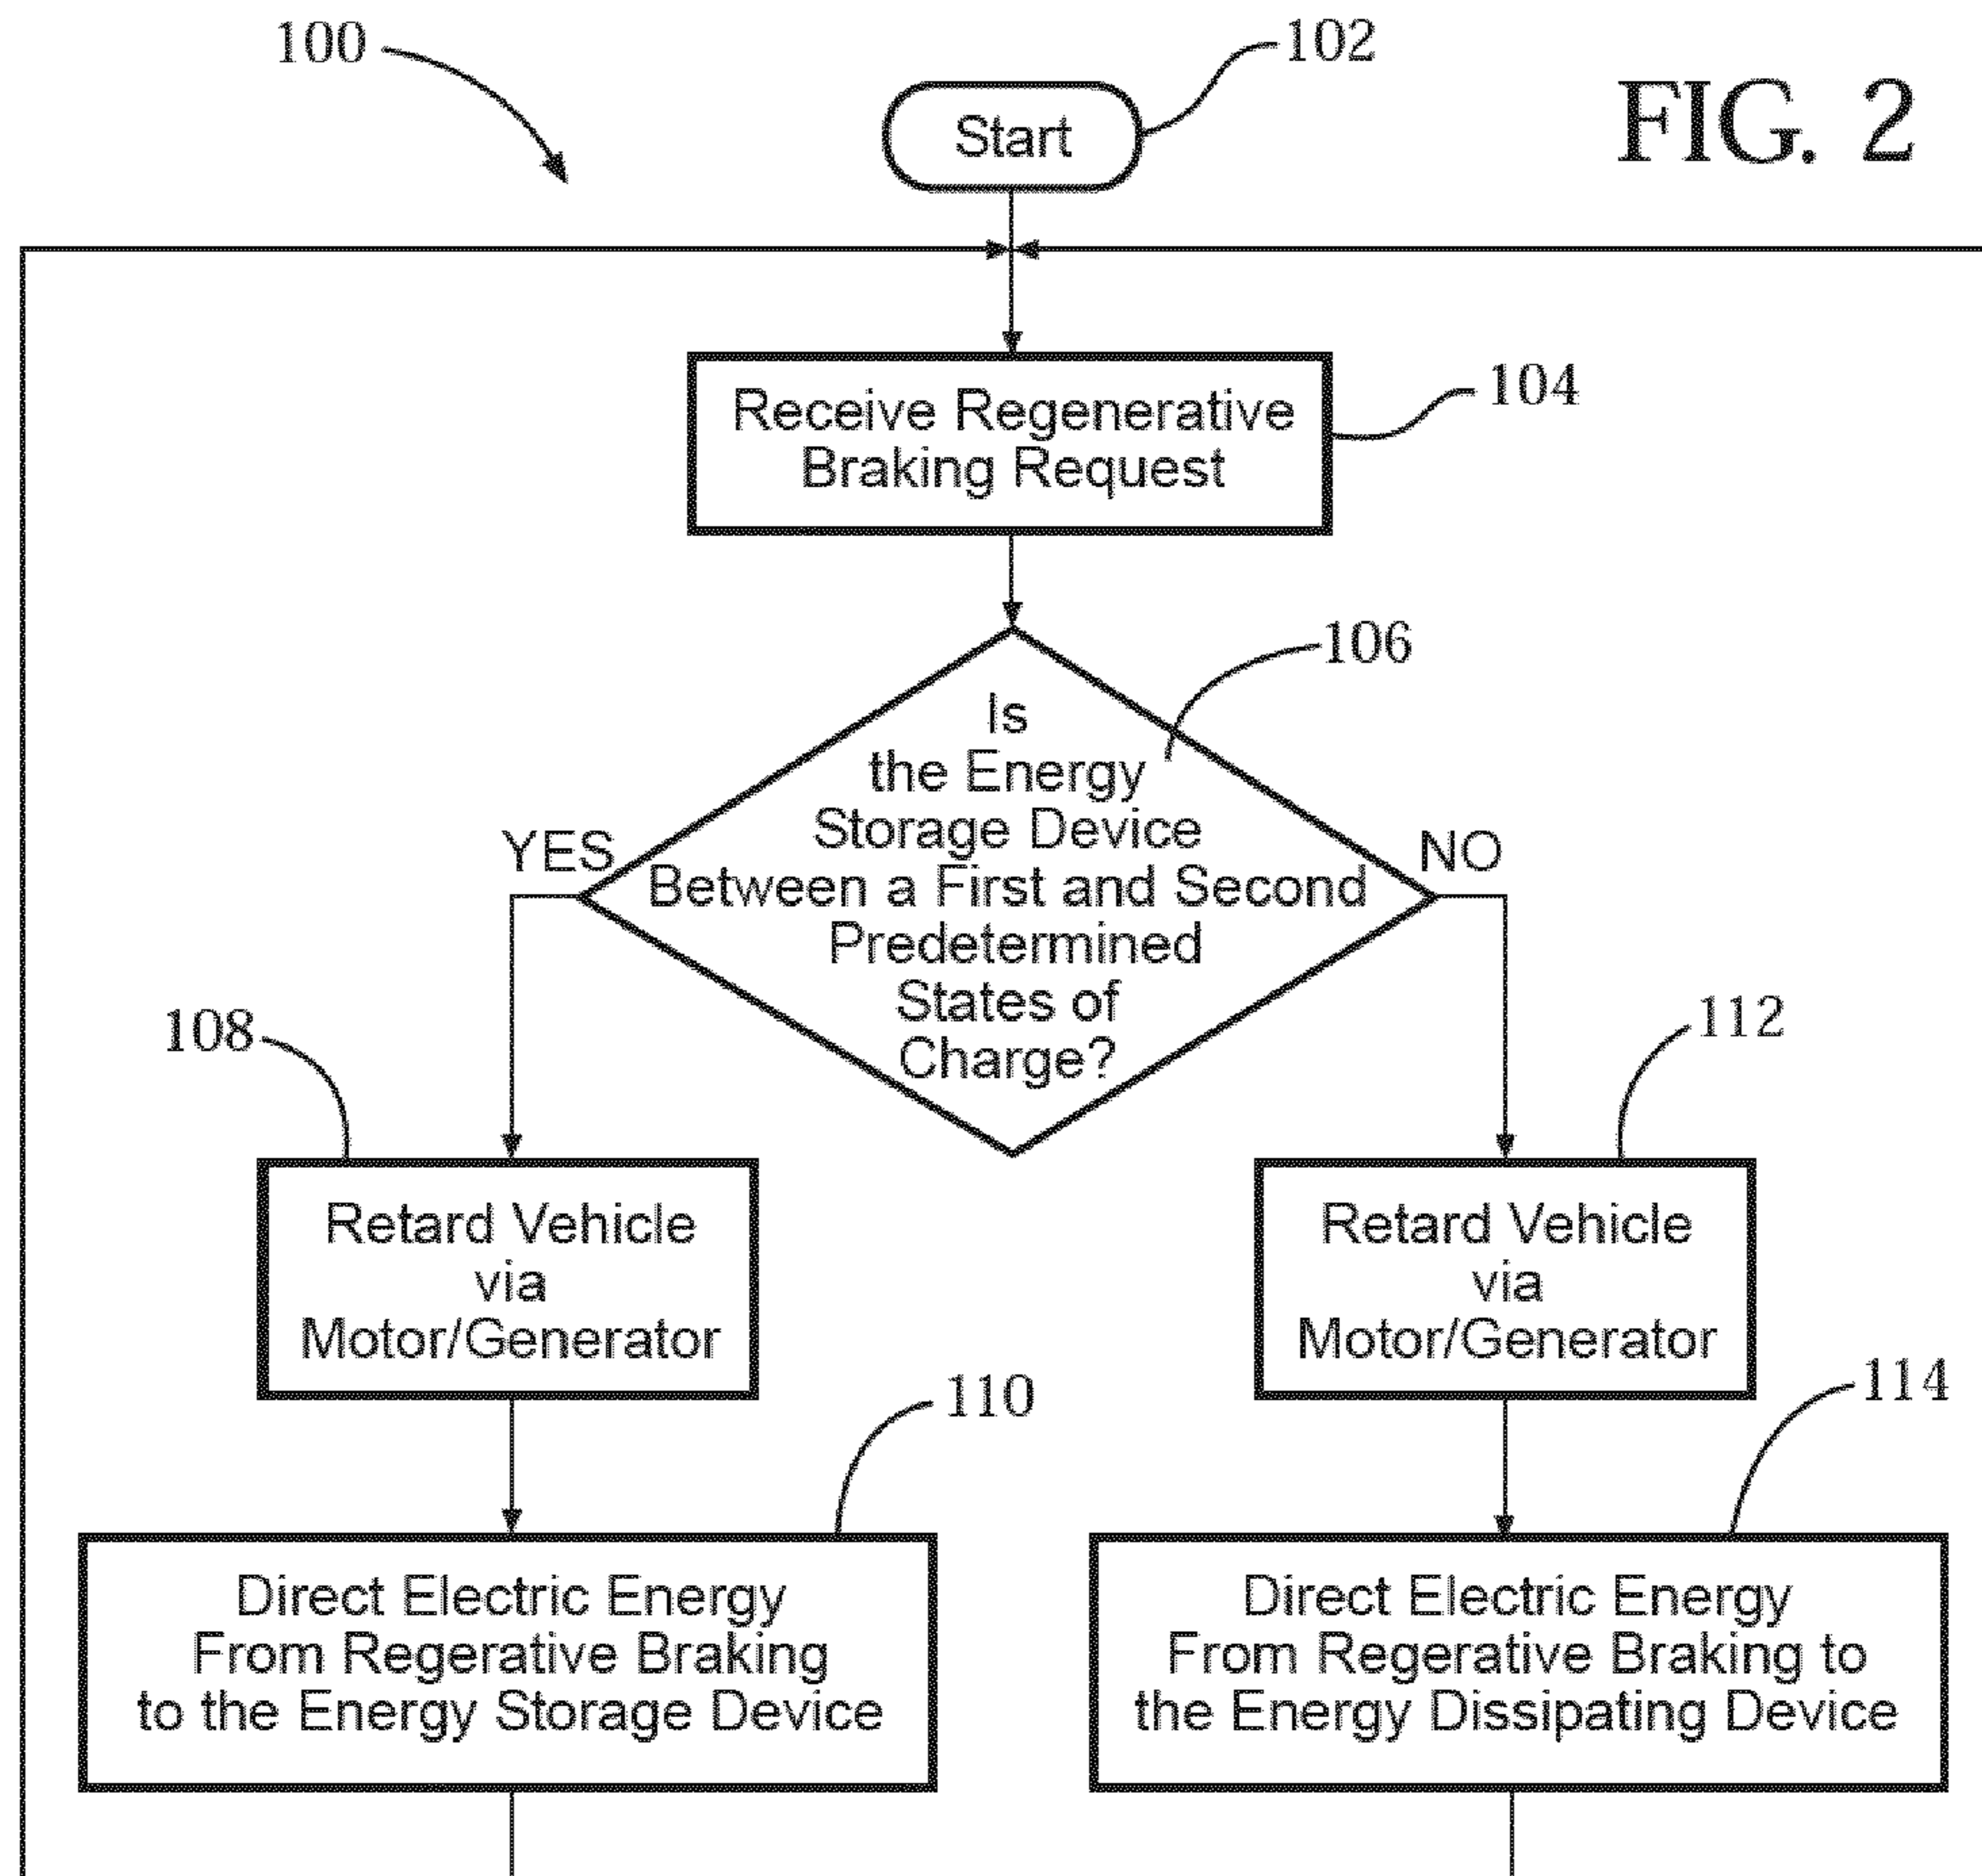 100
102
FIG. 2
Start
Receive Regenerative
Braking Request
104
106
Is
the Energy
Storage Device
Between a First and Second
Predetermined
States of
Charge?
YES
NO
108
112
Retard Vehicle
via
Motor/Generator
Retard Vehicle
via
Motor/Generator
110
114
Direct Electric Energy
From Regerative Braking
to the Energy Storage Device
Direct Electric Energy
From Regerative Braking to
the Energy Dissipating Device